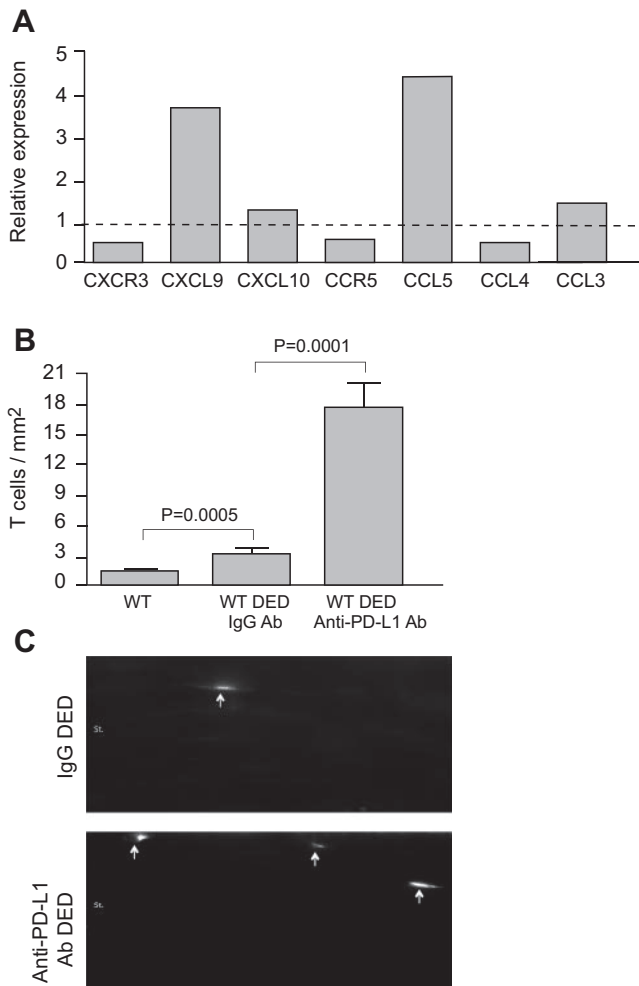 A
Relative expression
5
4
3
2
1
0
CXCR3 CXCL9 CXCL10 CCR5 CCL5 CCL4 CCL3
B
T cells / mm2
21
18
15
12
9
6
3
0
P=0.0001
P=0.0005
WT WT DED WT DED
IgG Ab Anti-PD-L1 Ab
C
IgG DED
St.
Anti-PD-L1
Ab DED
St.